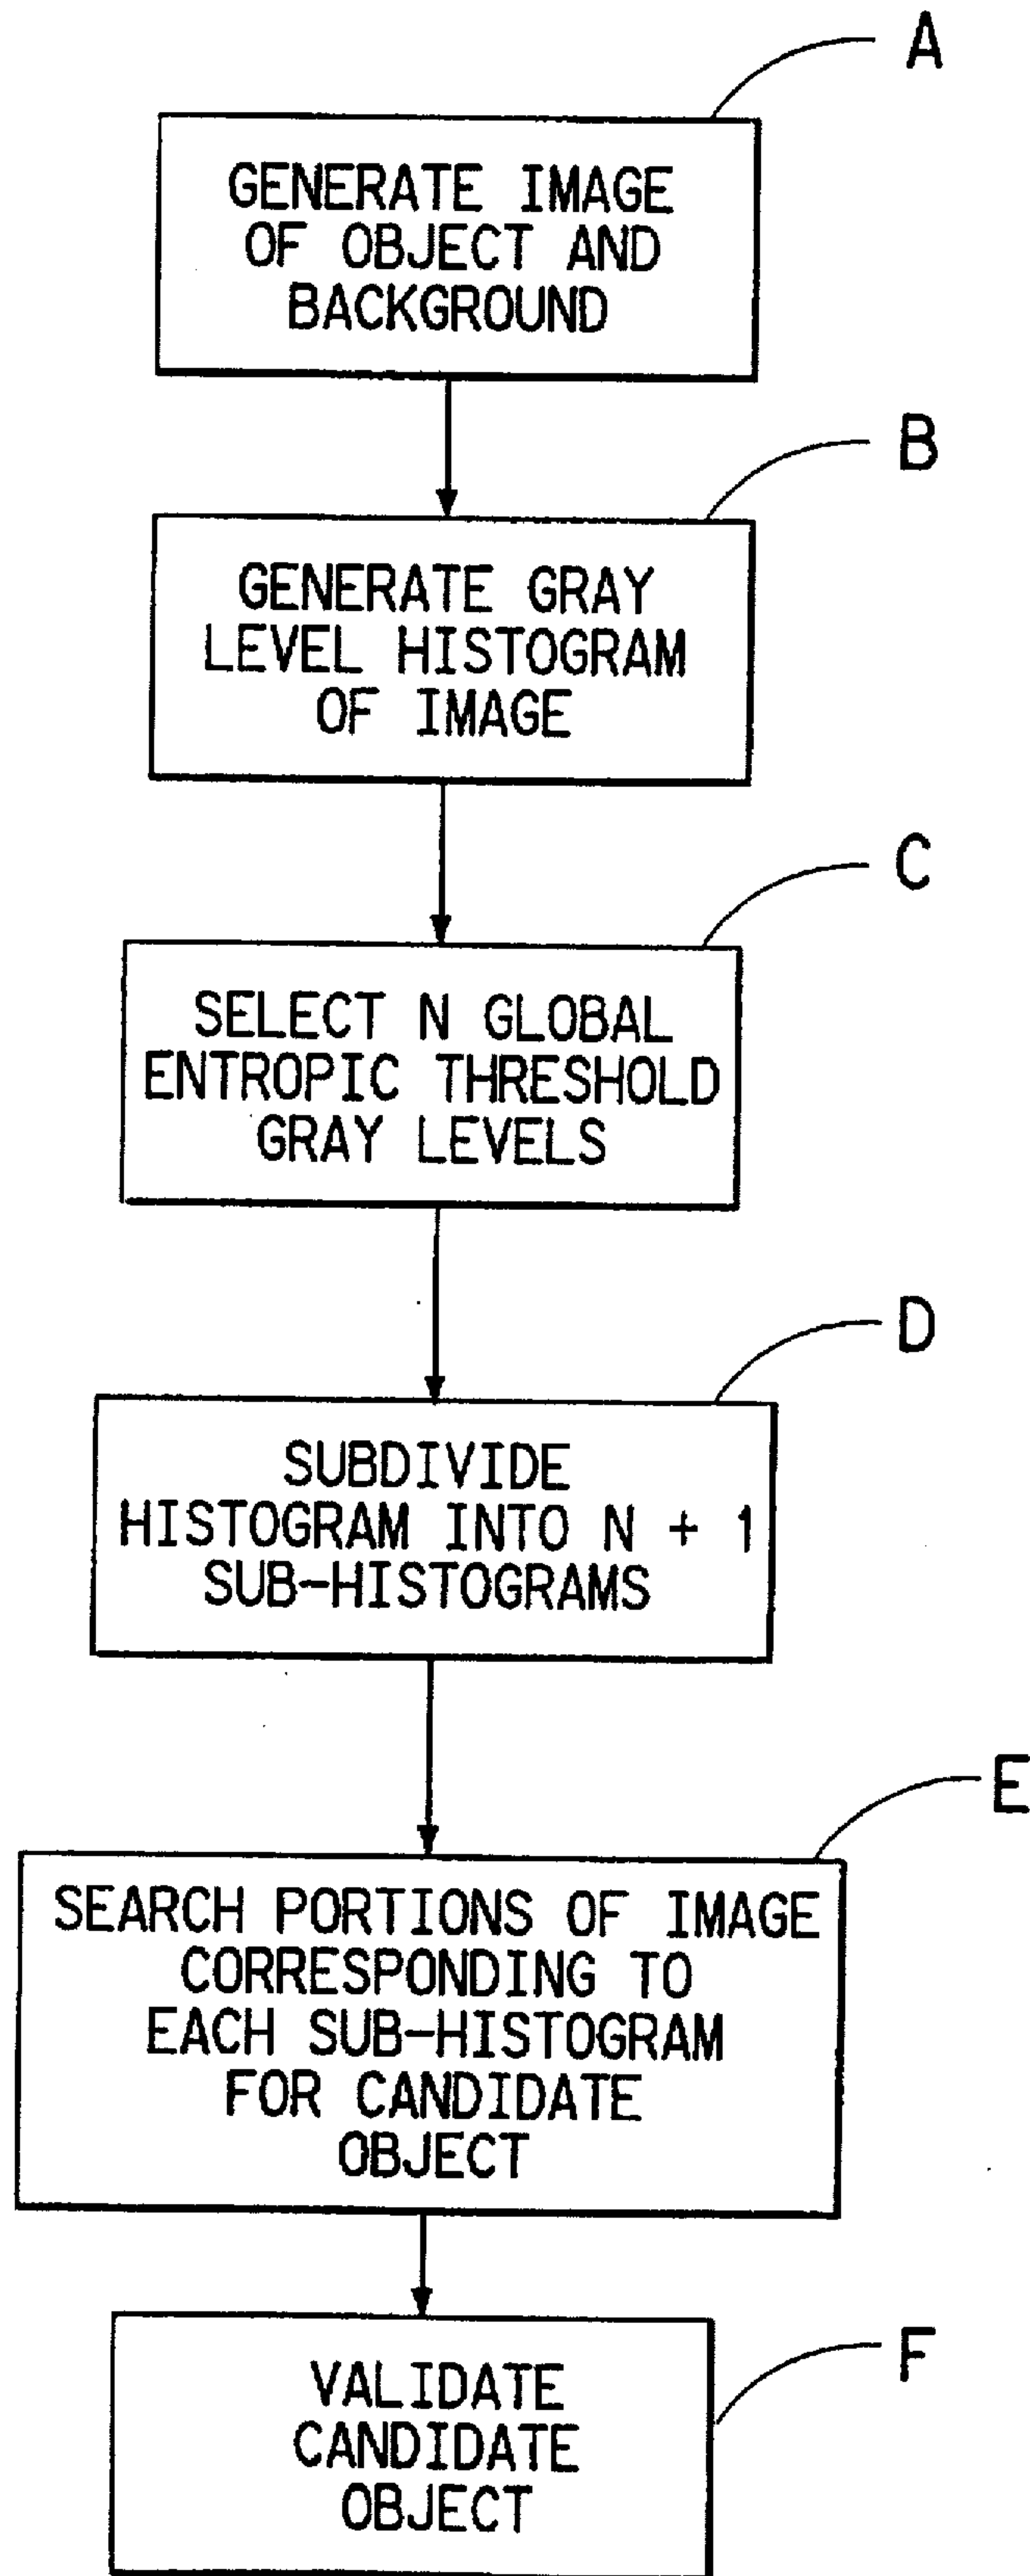 A
GENERATE IMAGE
OF OBJECT AND
BACKGROUND
B
GENERATE GRAY
LEVEL HISTOGRAM
OF IMAGE
C
SELECT N GLOBAL
ENTROPIC THRESHOLD
GRAY LEVELS
D
SUBDIVIDE
HISTOGRAM INTO N + 1
SUB-HISTOGRAMS
E
SEARCH PORTIONS OF IMAGE
CORRESPONDING TO
EACH SUB-HISTOGRAM
FOR CANDIDATE
OBJECT
F
VALIDATE
CANDIDATE
OBJECT